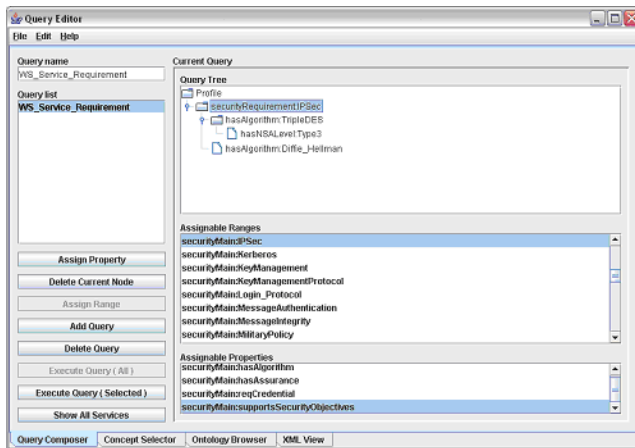 Query Editor
File Edit Help
Query name
WS_Service_Requirement
Query list
WS_Service_Requirement
Assign Property
Delete Current Node
Assign Range
Add Query
Delete Query
Execute Query ( All )
Execute Query ( Selected )
Show All Services
Current Query
Query Tree
Profile
securityRequirement:IPSec
hasAlgorithm:TripleDES
hasNSALevel:Type3
hasAlgorithm:Diffie_Hellman
Assignable Ranges
securityMain:IPSec
securityMain:Kerberos
securityMain:KeyManagement
securityMain:KeyManagementProtocol
securityMain:Login_Protocol
securityMain:MessageAuthentication
securityMain:MessageIntegrity
securityMain:MilitaryPolicy
Assignable Properties
securityMain:hasAlgorithm
securityMain:hasAssurance
securityMain:reqCredential
securityMain:supportsSecurityObjectives
Query Composer Concept Selector Ontology Browser XML View